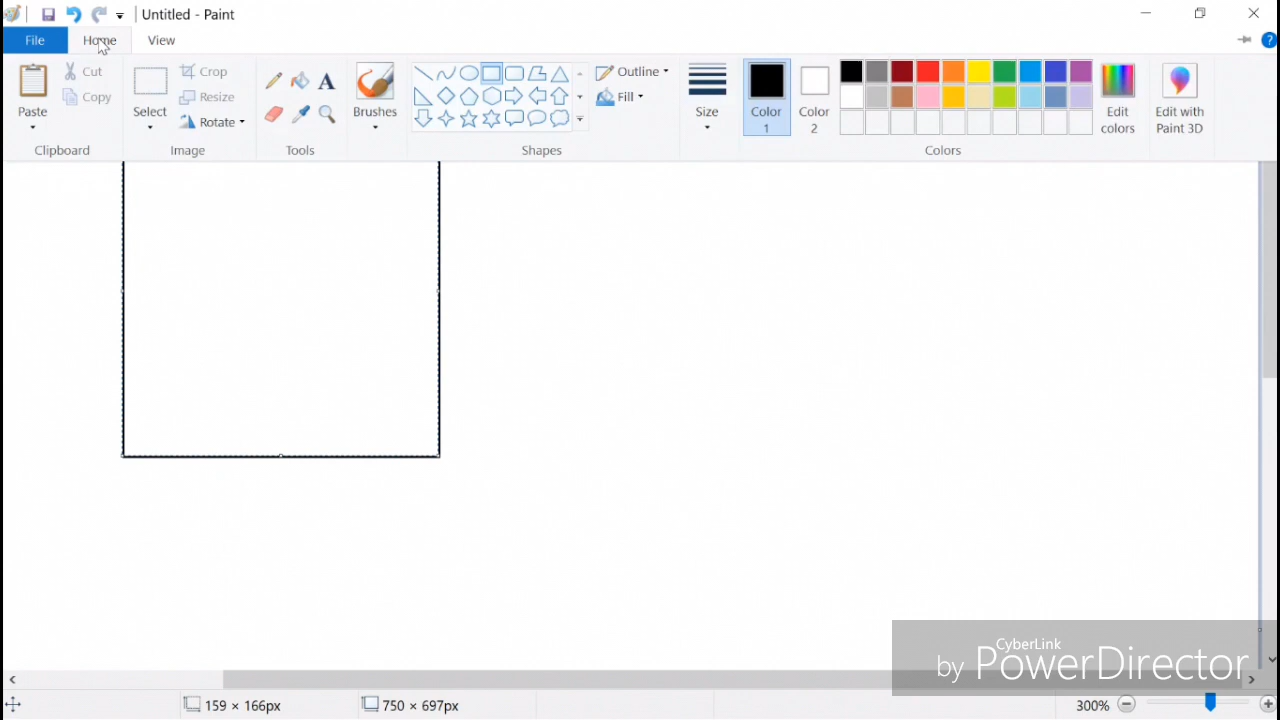 Untitled - Paint
File
Home
View
Paste
Cut
Copy
Clipboard
Select
Crop
Resize
Rotate
Image
A
Tools
Brushes
Shapes
Outline
Fill
Size
Color
1
Color
2
Colors
Edit
colors
Edit with
Paint 3D
?
CyberLink
by PowerDirector
159 × 166px
750 × 697px
300%